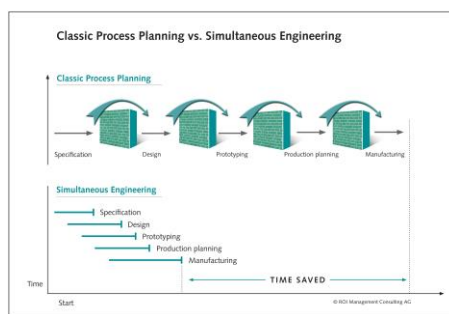 Classic Process Planning vs. Simultaneous Engineering
Classic Process Planning
Specification
Design
Prototyping
Production planning
Manufacturing
Simultaneous Engineering
Specification
Design
Prototyping
Production planning
Manufacturing
TIME SAVED
Time
Start
© ROI Management Consulting AG